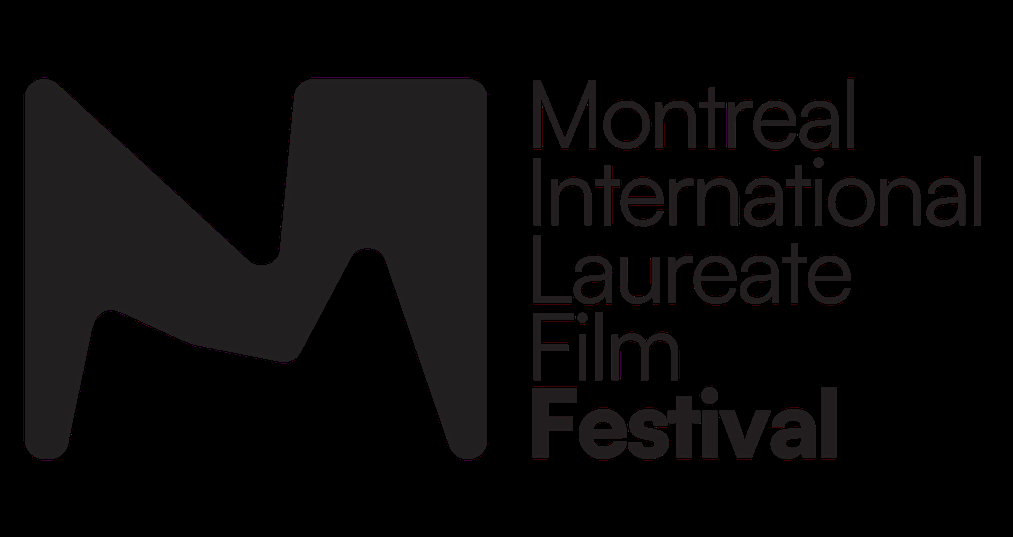 Montreal
International
Laureate
Film
Festival